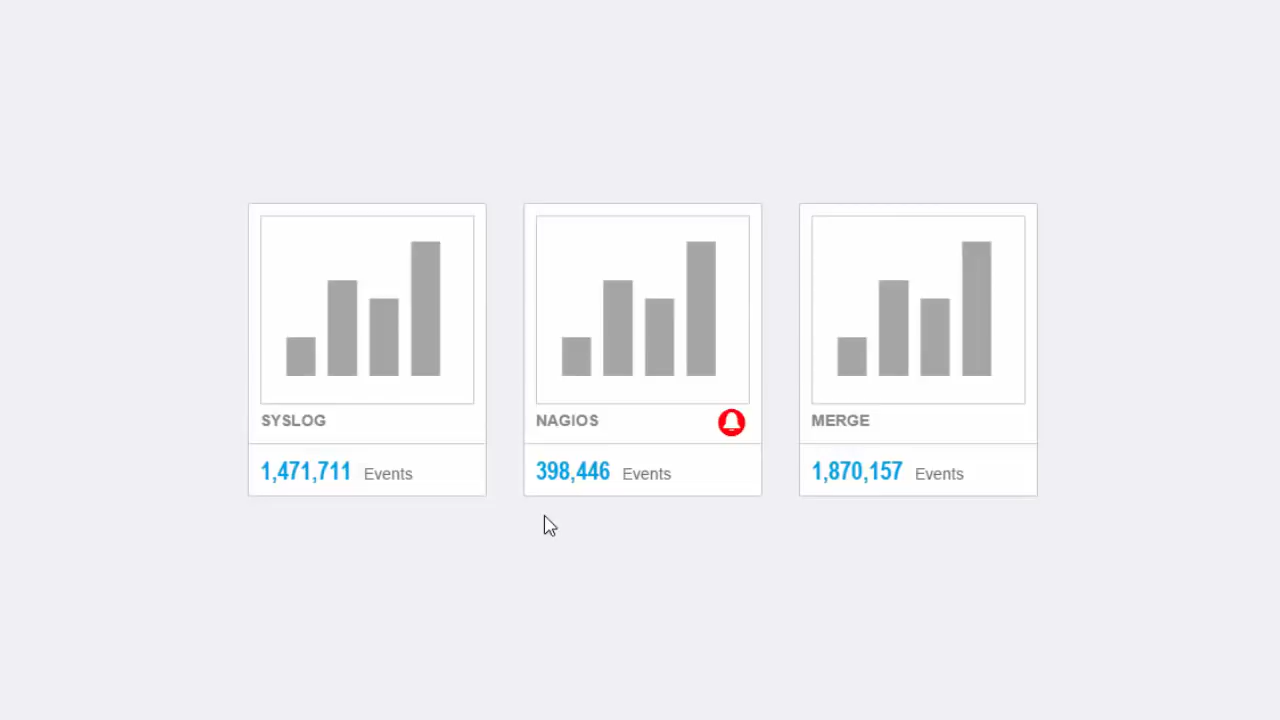 SYSLOG
1,471,711 Events
NAGIOS
398,446 Events
MERGE
1,870,157 Events